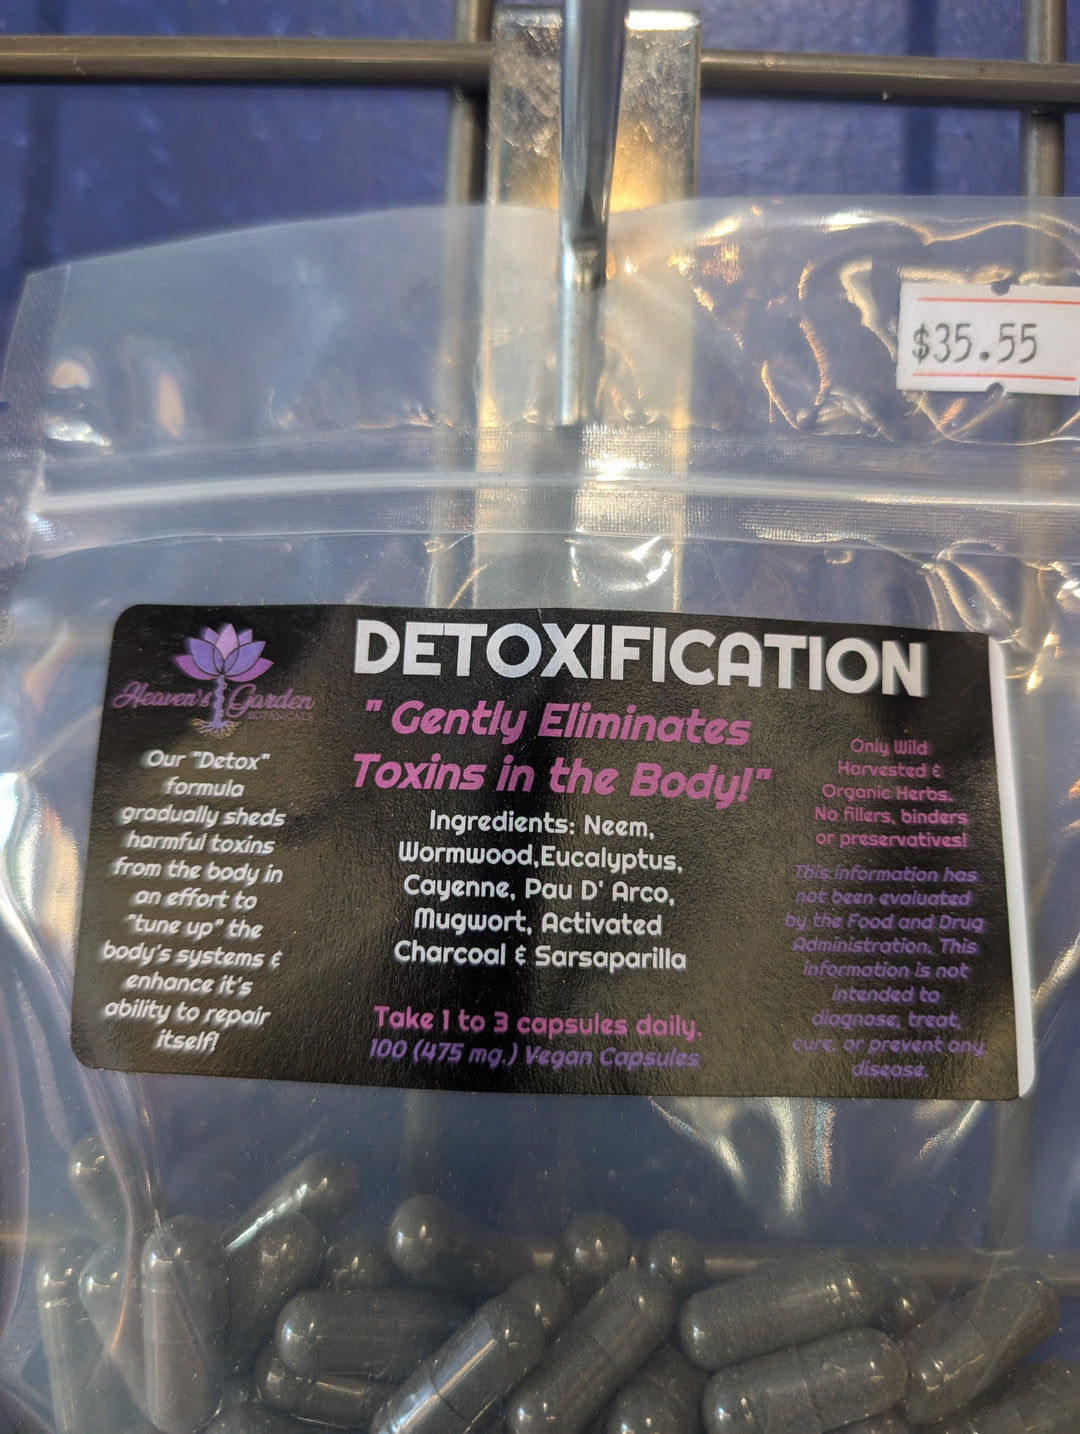 $35.55
DETOXIFICATION
" Gently Eliminates
Toxins in the Body!"
Heaven's Garden
BOTANICALS
Our "Detox"
formula
gradually sheds
harmful toxins
from the body in
an effort to
"tune up" the
body's systems &
enhance it's
ability to repair
itself!
Ingredients: Neem,
Wormwood,Eucalyptus,
Cayenne, Pau D' Arco,
Mugwort, Activated
Charcoal & Sarsaparilla
Take 1 to 3 capsules daily.
100 (475 mg.) Vegan Capsules
Only Wild
Harvested &
Organic Herbs.
No fillers, binders
or preservatives!
This information has
not been evaluated
by the Food and Drug
Administration. This
information is not
intended to
diagnose, treat,
cure, or prevent any
disease.